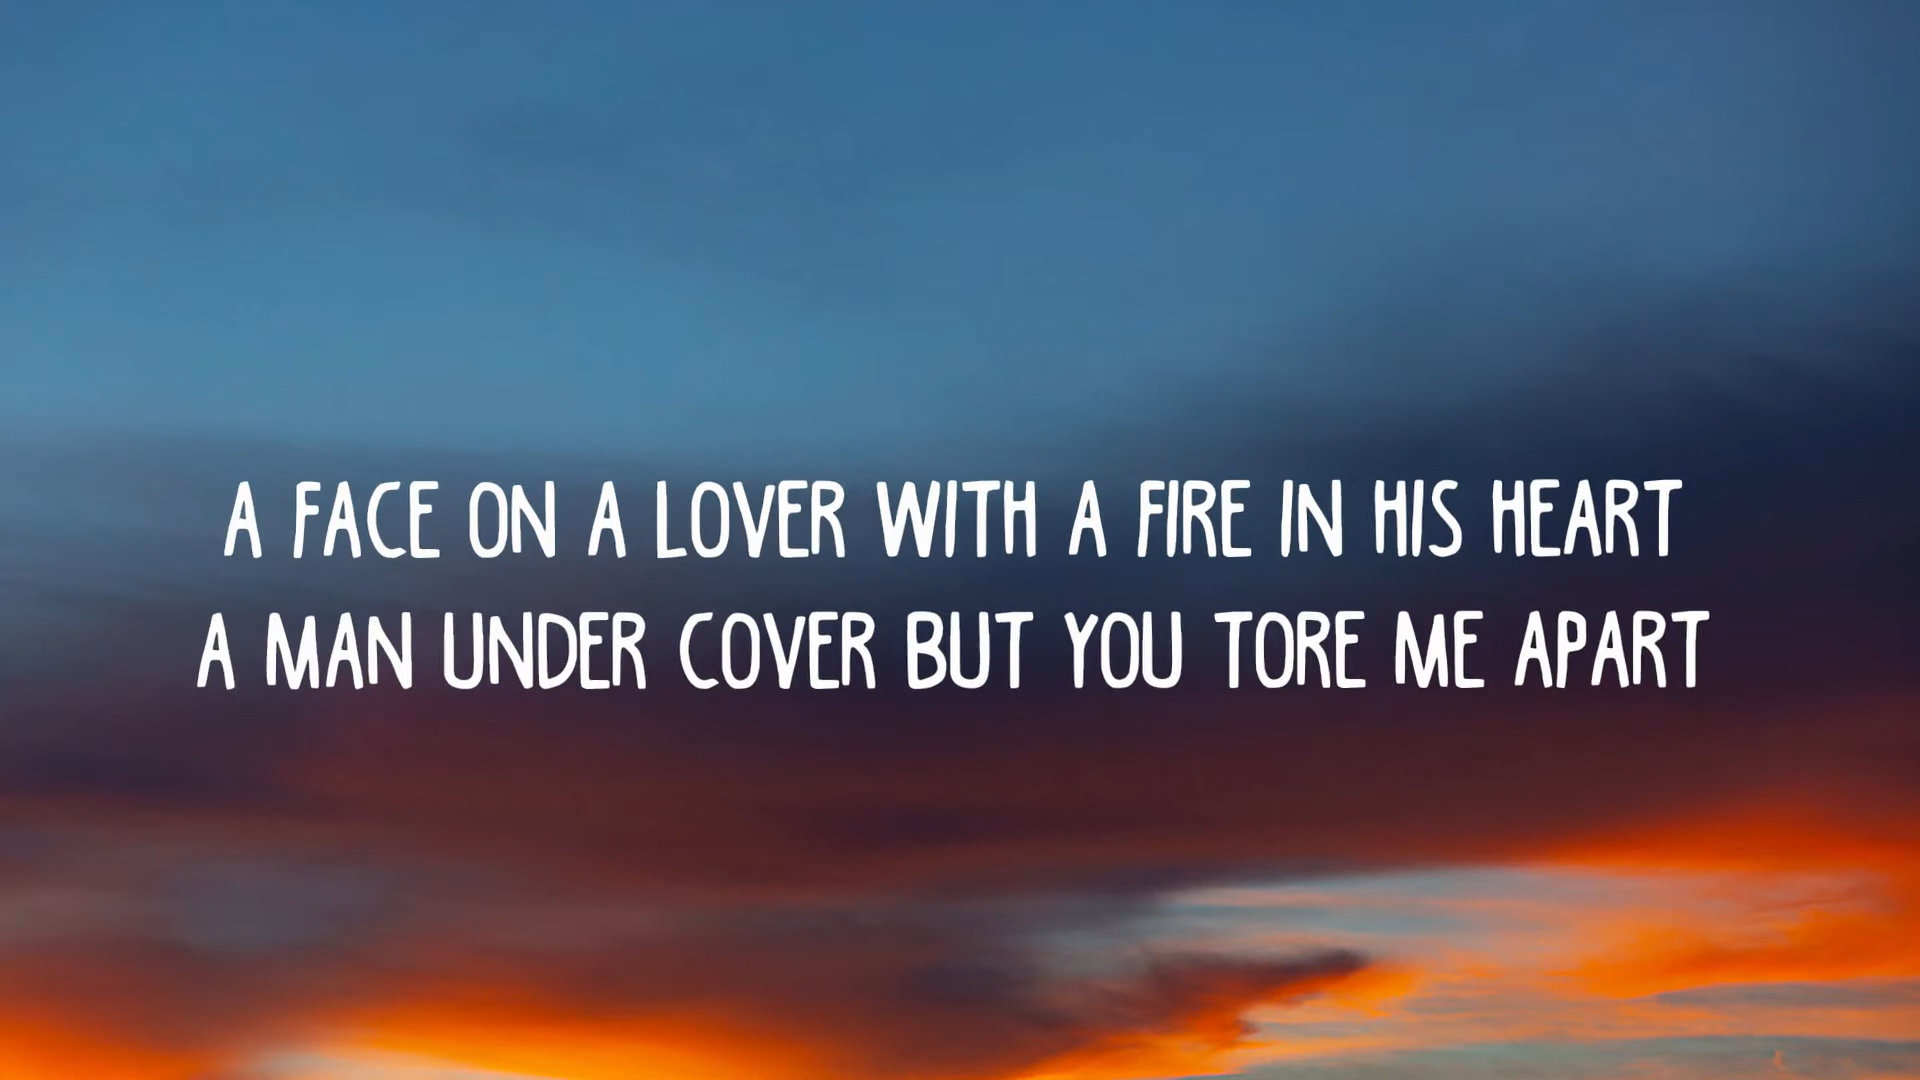 A FACE ON A LOVER WITH A FIRE IN HIS HEART
A MAN UNDER COVER BUT YOU TORE ME APART